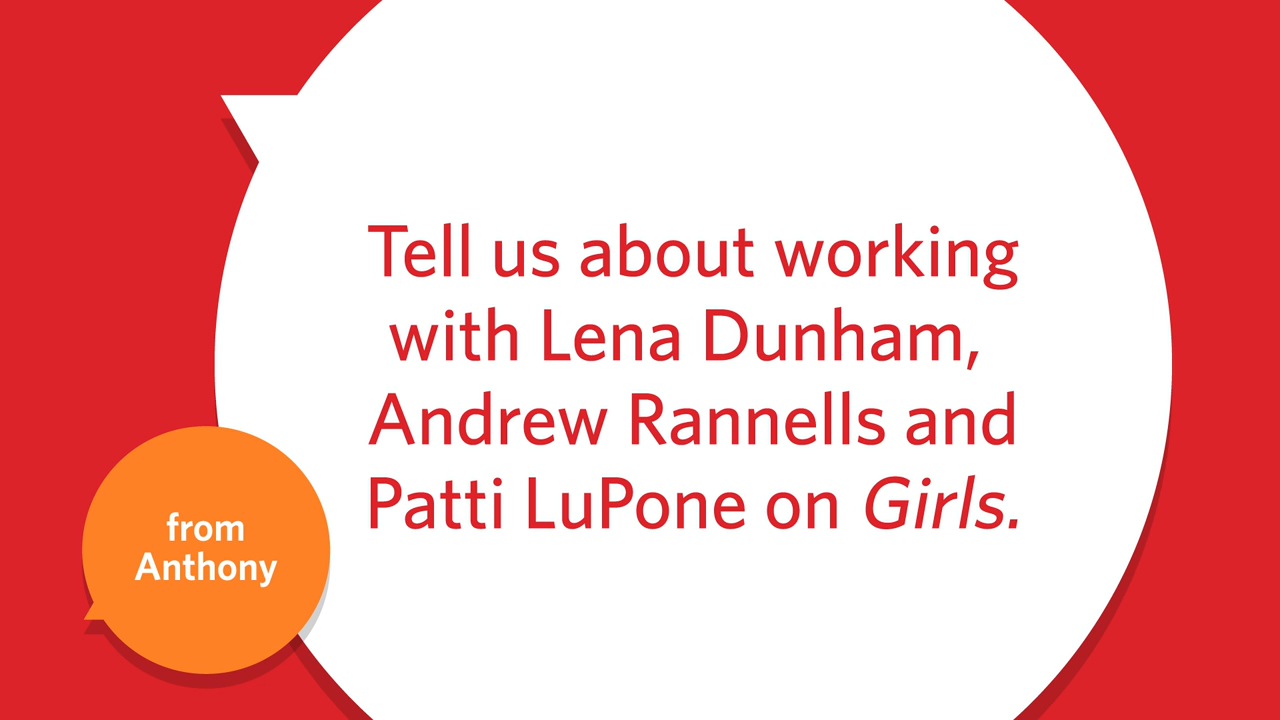 Tell us about working
with Lena Dunham,
Andrew Rannells and
Patti LuPone on Girls.
from
Anthony